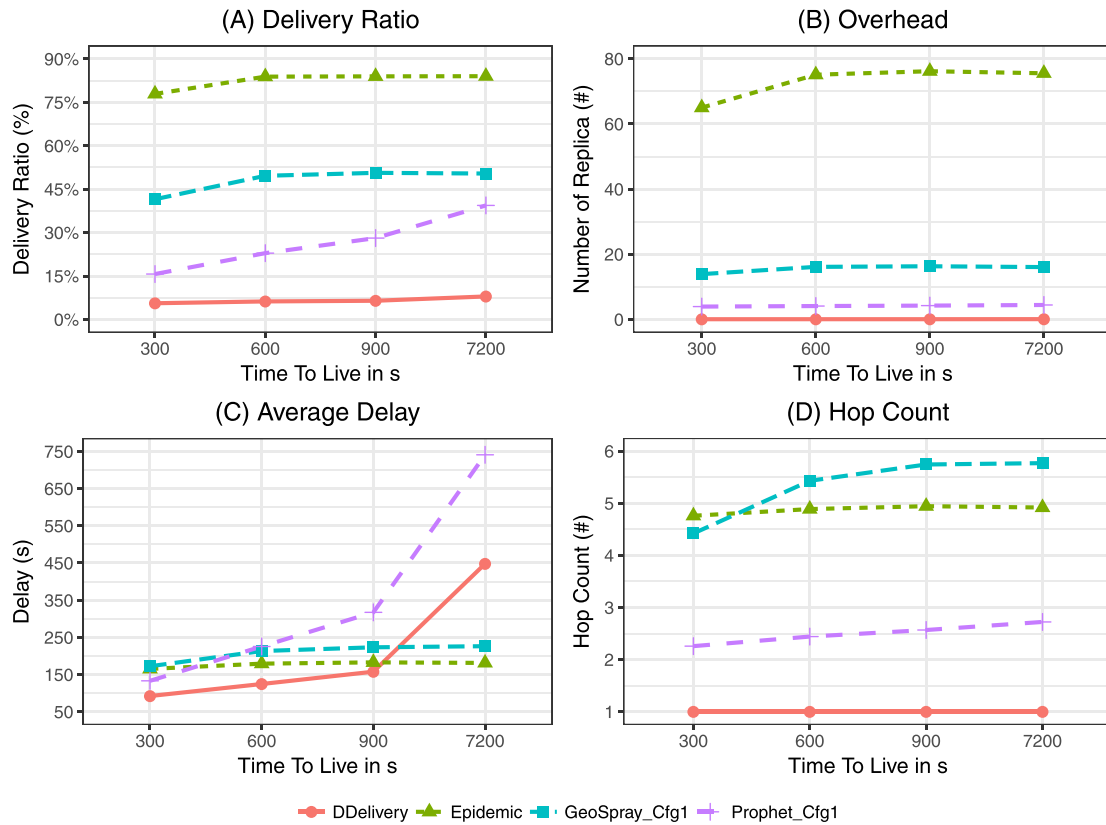 (A) Delivery Ratio
Delivery Ratio (%)
90%
75%
60%
45%
30%
15%
0%
300 600 900 7200
Time To Live in s
(B) Overhead
Number of Replica (#)
80
60
40
20
0
300 600 900 7200
Time To Live in s
(C) Average Delay
Delay (s)
750
650
550
450
350
250
150
50
300 600 900 7200
Time To Live in s
(D) Hop Count
Hop Count (#)
6
5
4
3
2
1
300 600 900 7200
Time To Live in s
DDelivery Epidemic GeoSpray_Cfg1 Prophet_Cfg1